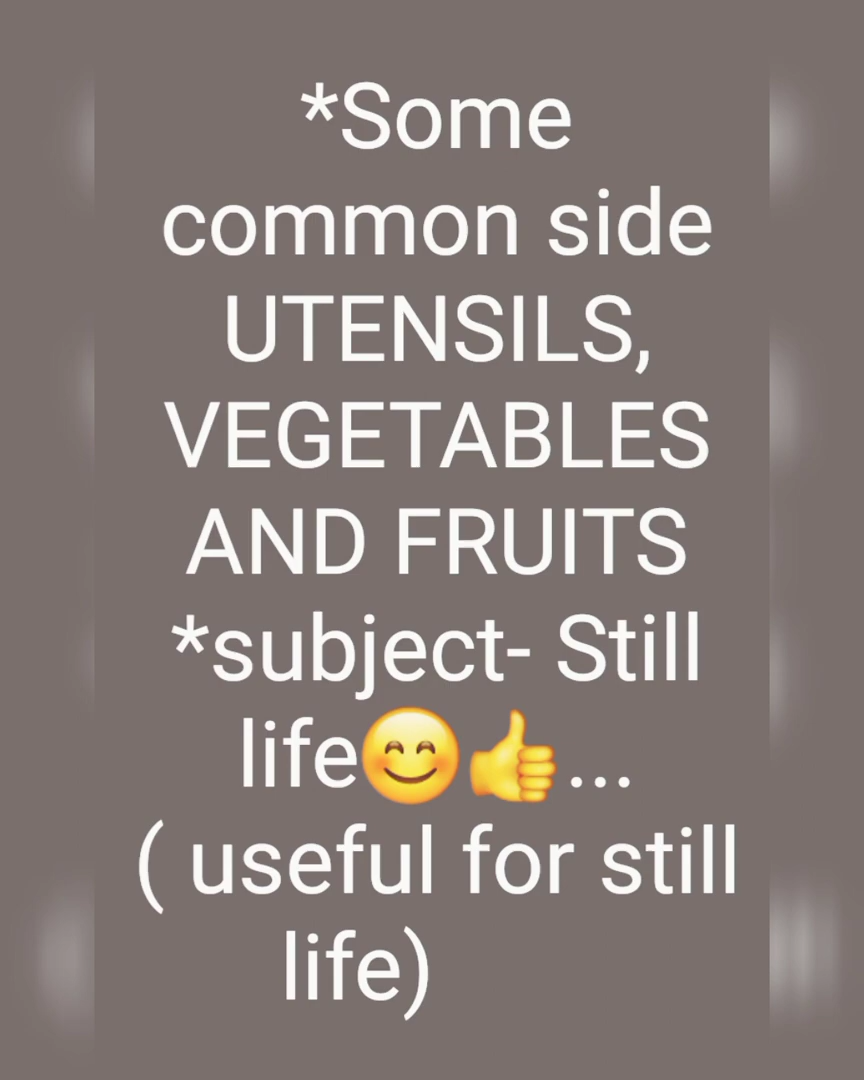 *Some
common side
UTENSILS,
VEGETABLES
AND FRUITS
*subject- Still
life😊👍...
( useful for still
life)